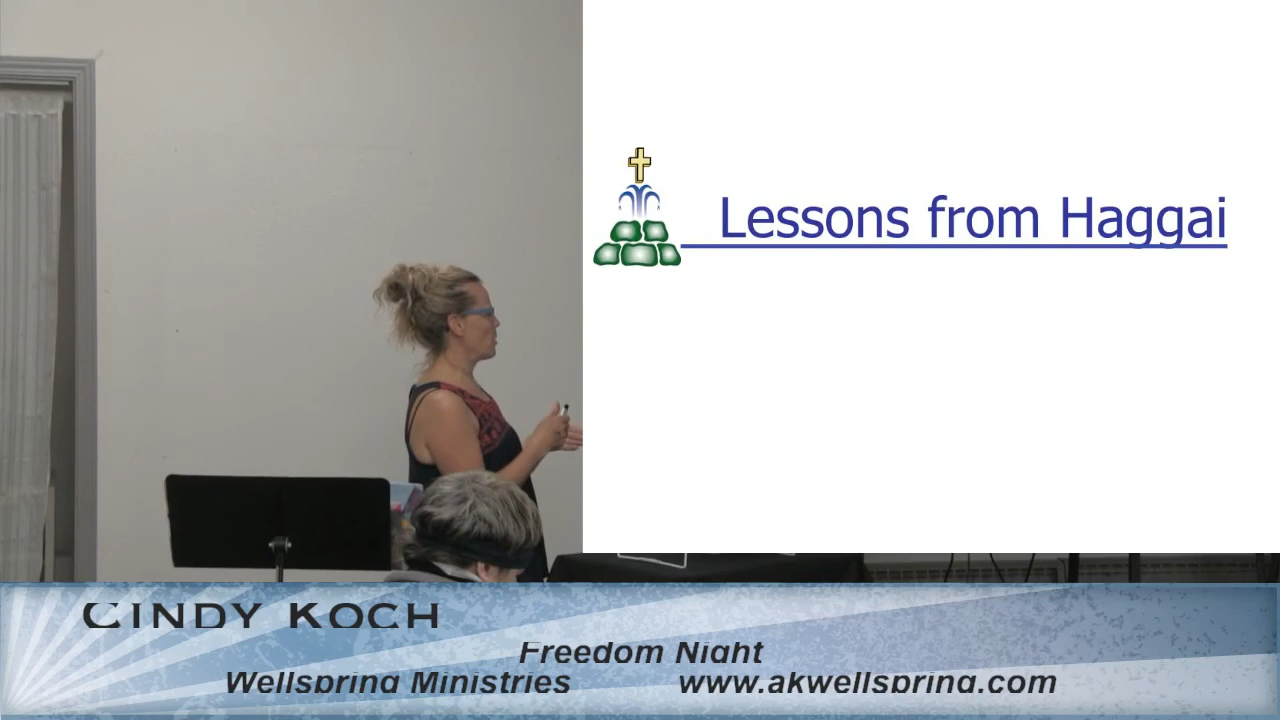 Lessons from Haggai
CINDY KOCH
Freedom Night
Wellspring Ministries www.akwellspring.com